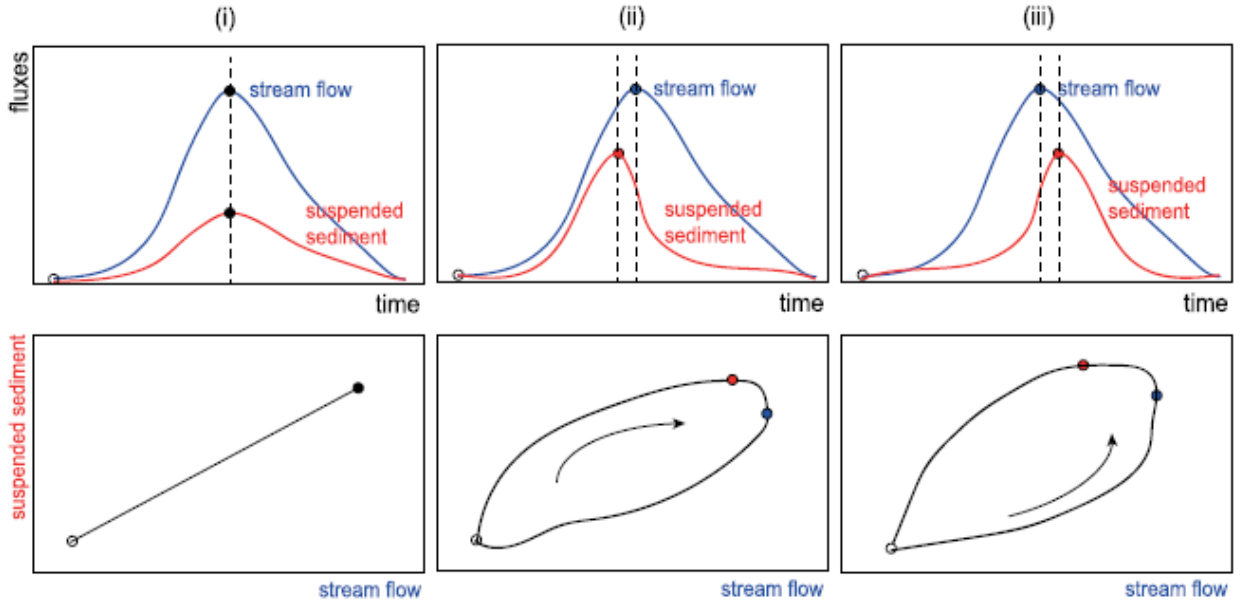 (i)
(ii)
(iii)
fluxes
stream flow
suspended
sediment
time
stream flow
suspended
sediment
time
stream flow
suspended
sediment
time
suspended sediment
stream flow
stream flow
stream flow